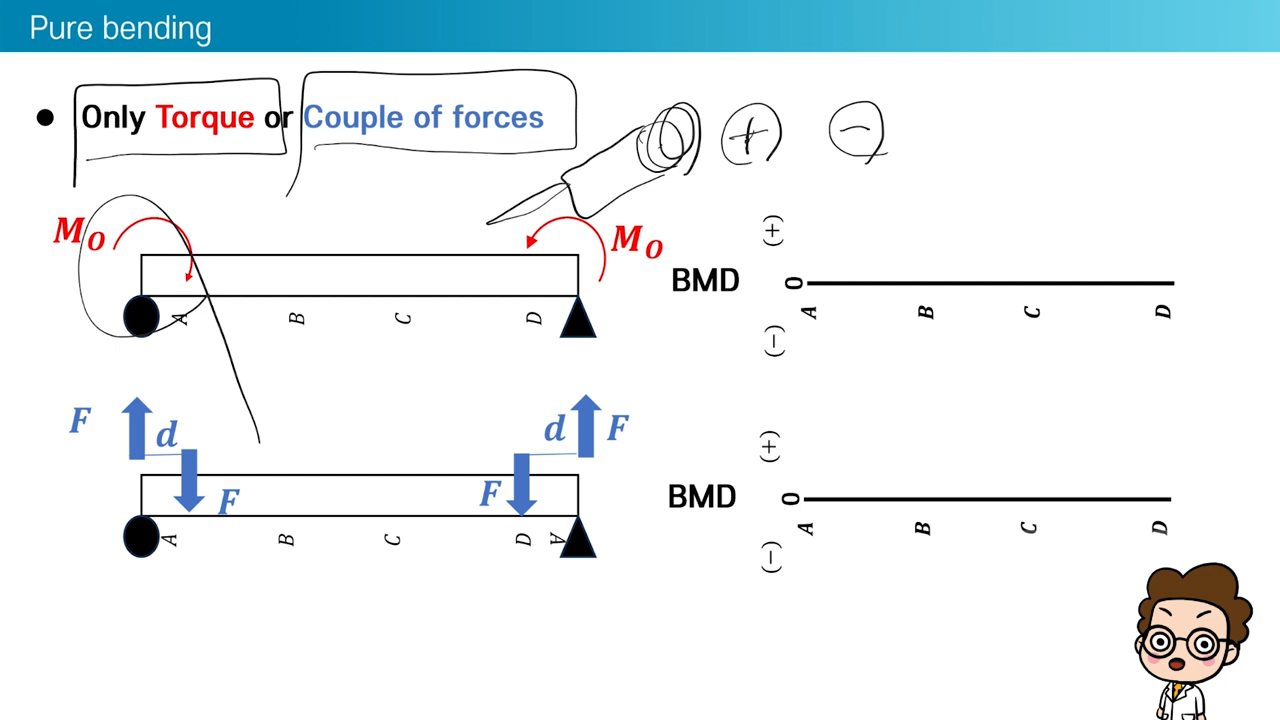 Pure bending
● Only Torque or Couple of forces
+ −
M_O M_O
(+)
BMD 0
A B C D
(−)
A B C D
F d d F
F F
(+)
BMD 0
A B C D
(−)
A B C D A